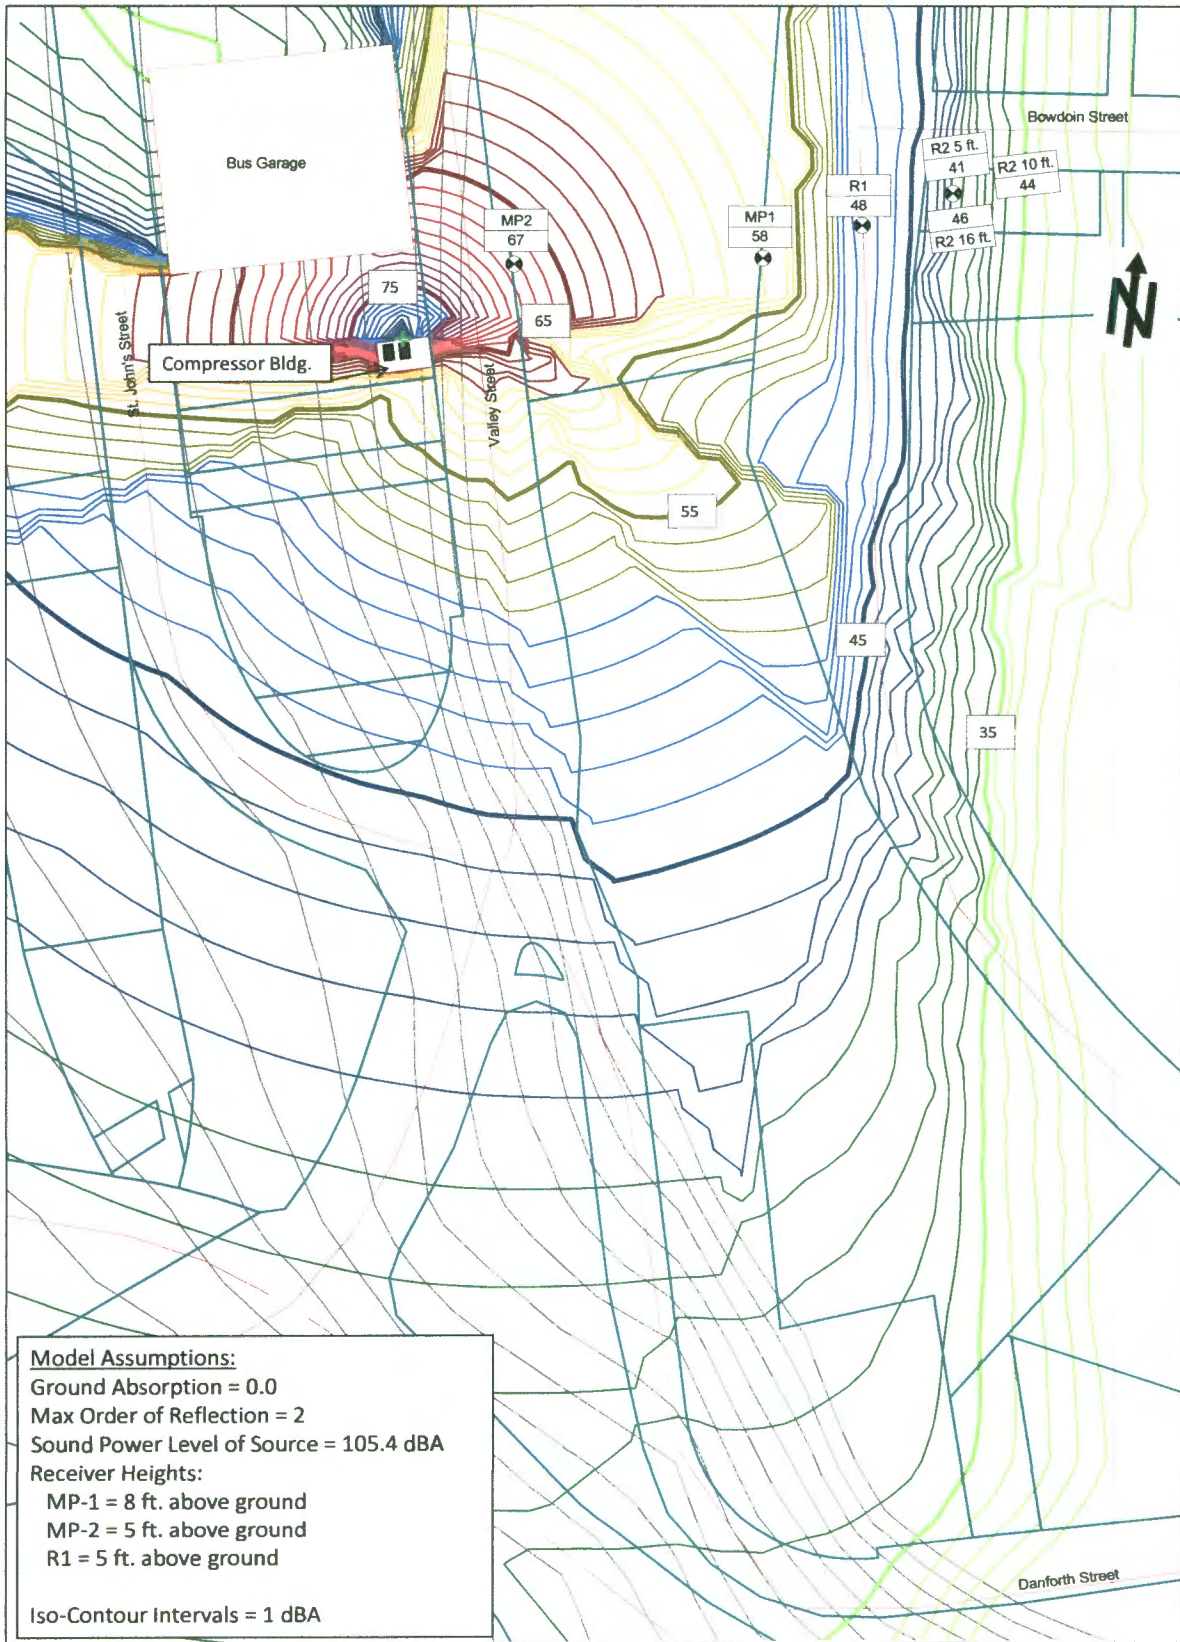 Bowdoin Street
Bus Garage
R2 5 ft.
41
R2 10 ft.
44
R1
48
46
R2 16 ft.
MP2
67
MP1
58
75
65
St. John's Street
Compressor Bldg.
Valley Street
N
55
45
35
Model Assumptions:
Ground Absorption = 0.0
Max Order of Reflection = 2
Sound Power Level of Source = 105.4 dBA
Receiver Heights:
MP-1 = 8 ft. above ground
MP-2 = 5 ft. above ground
R1 = 5 ft. above ground
Iso-Contour Intervals = 1 dBA
Danforth Street